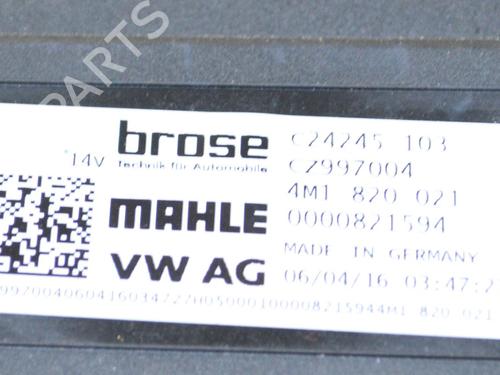 PARTS
brose C24245 103
14V Technik für Automobile CZ997004
4M1 820 021
MAHLE 0000821594
MADE IN GERMANY
VW AG 06/04/16 03:47:2